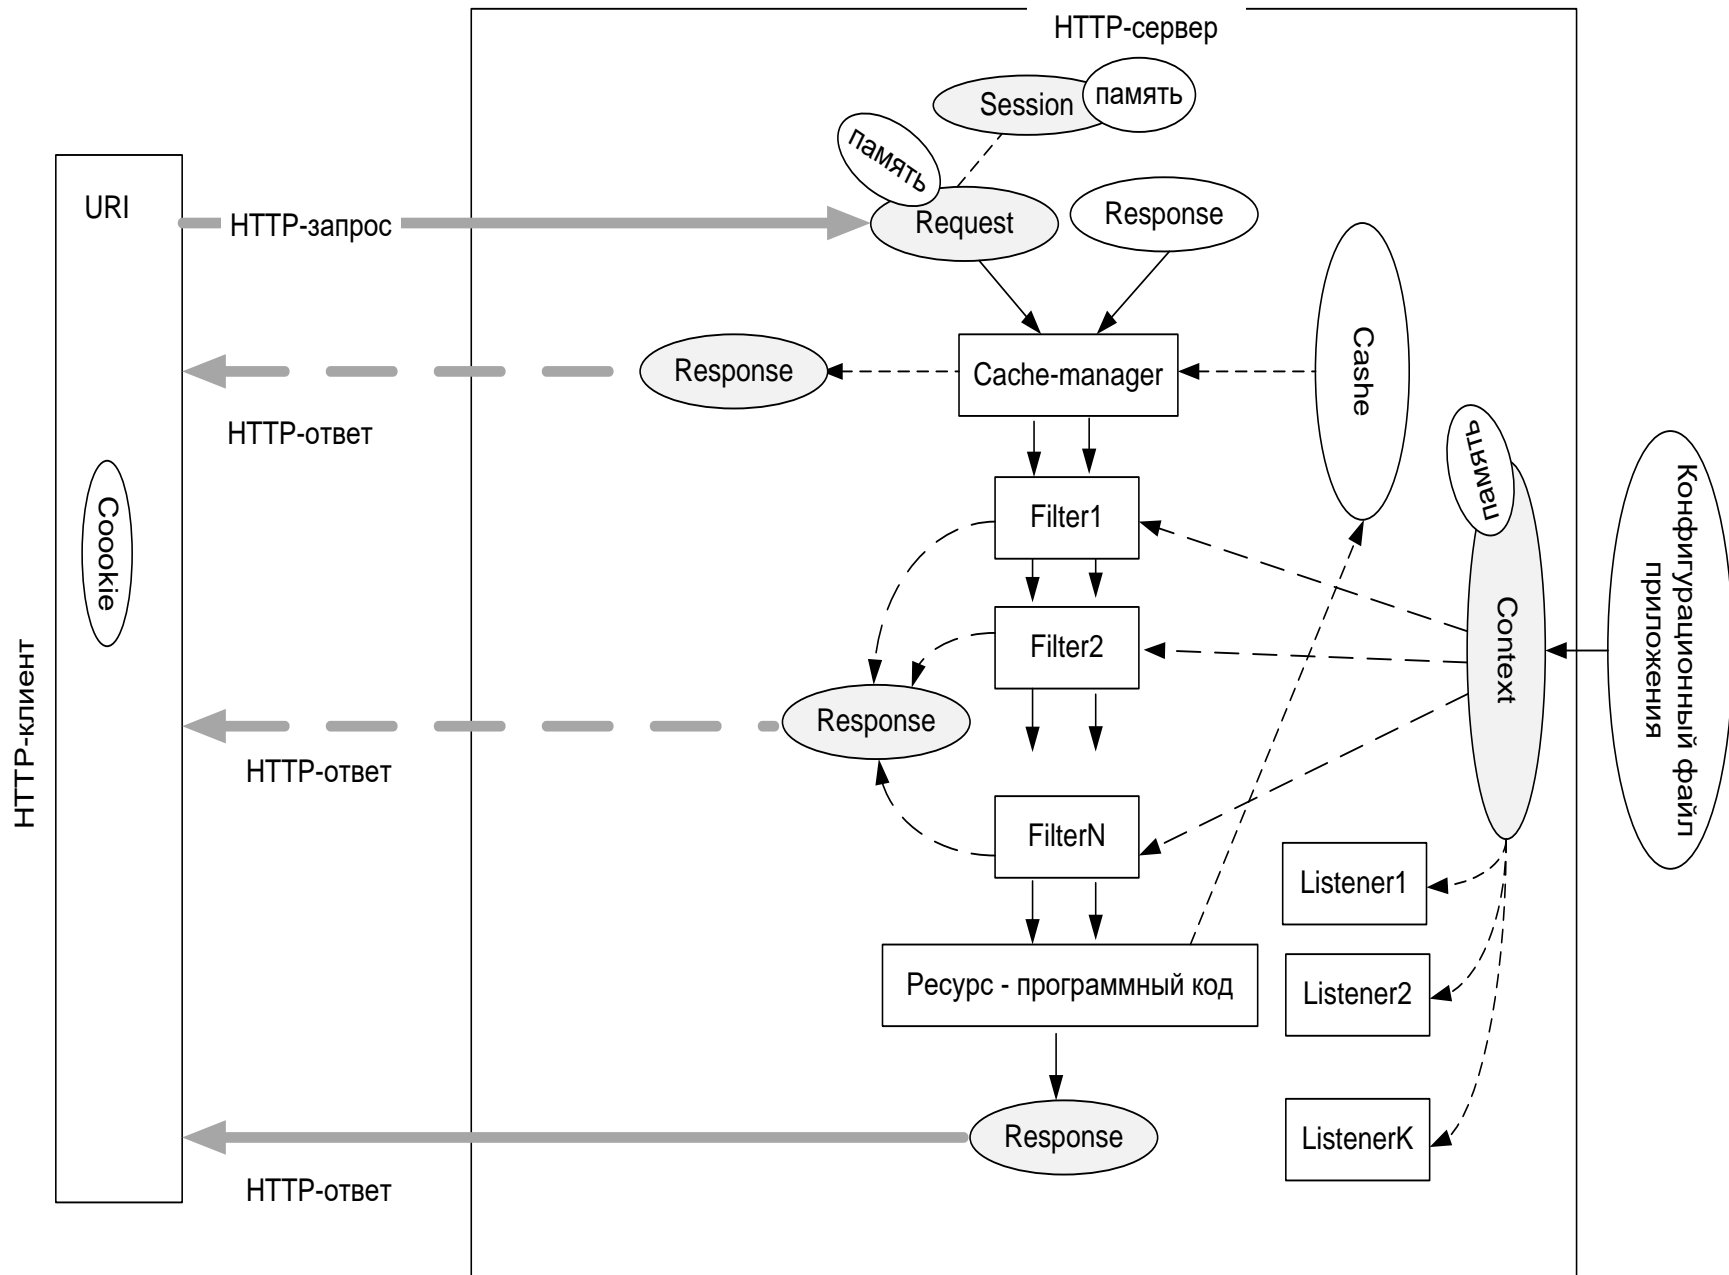 HTTP-сервер
Session
память
память
URI
HTTP-запрос
Request
Response
Cache-manager
Cashe
Response
HTTP-ответ
память
Конфигурационный файл
приложения
Coookie
Filter1
Filter2
Context
HTTP-клиент
Response
HTTP-ответ
FilterN
Listener1
Ресурс - программный код
Listener2
Response
ListenerK
HTTP-ответ